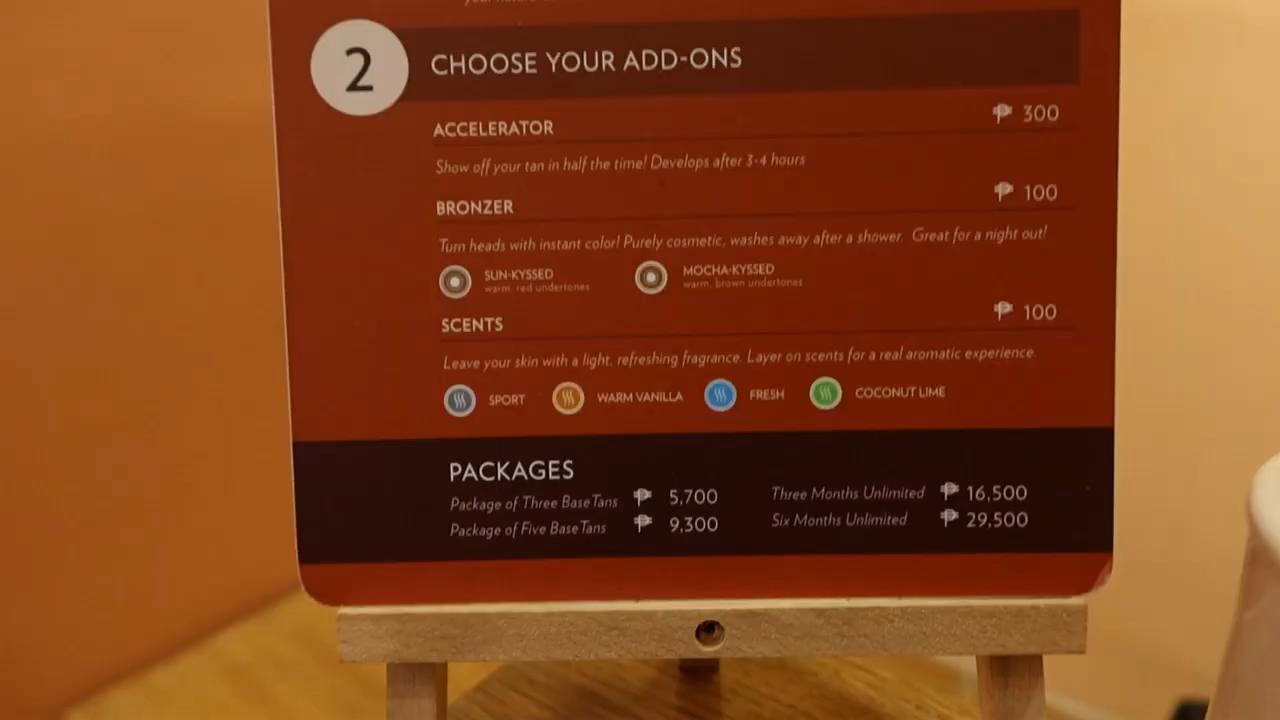 2 CHOOSE YOUR ADD-ONS
ACCELERATOR ₱ 300
Show off your tan in half the time! Develops after 3-4 hours
BRONZER ₱ 100
Turn heads with instant color! Purely cosmetic, washes away after a shower. Great for a night out!
SUN-KYSSED MOCHA-KYSSED
warm, red undertones warm, brown undertones
SCENTS ₱ 100
Leave your skin with a light, refreshing fragrance. Layer on scents for a real aromatic experience.
SPORT WARM VANILLA FRESH COCONUT LIME
PACKAGES
Package of Three Base Tans ₱ 5,700 Three Months Unlimited ₱ 16,500
Package of Five Base Tans ₱ 9,300 Six Months Unlimited ₱ 29,500